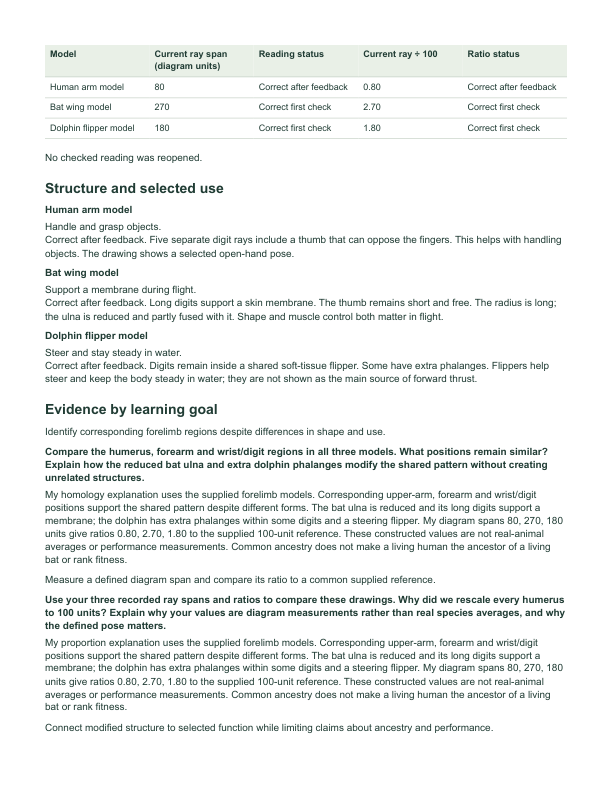 Model Current ray span (diagram units) Reading status Current ray ÷ 100 Ratio status
Human arm model 80 Correct after feedback 0.80 Correct after feedback
Bat wing model 270 Correct first check 2.70 Correct first check
Dolphin flipper model 180 Correct first check 1.80 Correct first check
No checked reading was reopened.
Structure and selected use
Human arm model
Handle and grasp objects.
Correct after feedback. Five separate digit rays include a thumb that can oppose the fingers. This helps with handling
objects. The drawing shows a selected open-hand pose.
Bat wing model
Support a membrane during flight.
Correct after feedback. Long digits support a skin membrane. The thumb remains short and free. The radius is long;
the ulna is reduced and partly fused with it. Shape and muscle control both matter in flight.
Dolphin flipper model
Steer and stay steady in water.
Correct after feedback. Digits remain inside a shared soft-tissue flipper. Some have extra phalanges. Flippers help
steer and keep the body steady in water; they are not shown as the main source of forward thrust.
Evidence by learning goal
Identify corresponding forelimb regions despite differences in shape and use.
Compare the humerus, forearm and wrist/digit regions in all three models. What positions remain similar?
Explain how the reduced bat ulna and extra dolphin phalanges modify the shared pattern without creating
unrelated structures.
My homology explanation uses the supplied forelimb models. Corresponding upper-arm, forearm and wrist/digit
positions support the shared pattern despite different forms. The bat ulna is reduced and its long digits support a
membrane; the dolphin has extra phalanges within some digits and a steering flipper. My diagram spans 80, 270, 180
units give ratios 0.80, 2.70, 1.80 to the supplied 100-unit reference. These constructed values are not real-animal
averages or performance measurements. Common ancestry does not make a living human the ancestor of a living
bat or rank fitness.
Measure a defined diagram span and compare its ratio to a common supplied reference.
Use your three recorded ray spans and ratios to compare these drawings. Why did we rescale every humerus
to 100 units? Explain why your values are diagram measurements rather than real species averages, and why
the defined pose matters.
My proportion explanation uses the supplied forelimb models. Corresponding upper-arm, forearm and wrist/digit
positions support the shared pattern despite different forms. The bat ulna is reduced and its long digits support a
membrane; the dolphin has extra phalanges within some digits and a steering flipper. My diagram spans 80, 270, 180
units give ratios 0.80, 2.70, 1.80 to the supplied 100-unit reference. These constructed values are not real-animal
averages or performance measurements. Common ancestry does not make a living human the ancestor of a living
bat or rank fitness.
Connect modified structure to selected function while limiting claims about ancestry and performance.